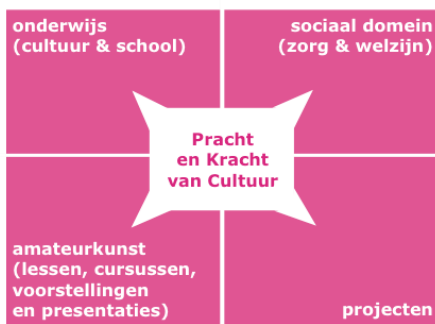 onderwijs
(cultuur & school)
sociaal domein
(zorg & welzijn)
Pracht
en Kracht
van Cultuur
amateurkunst
(lessen, cursussen,
voorstellingen
en presentaties)
projecten